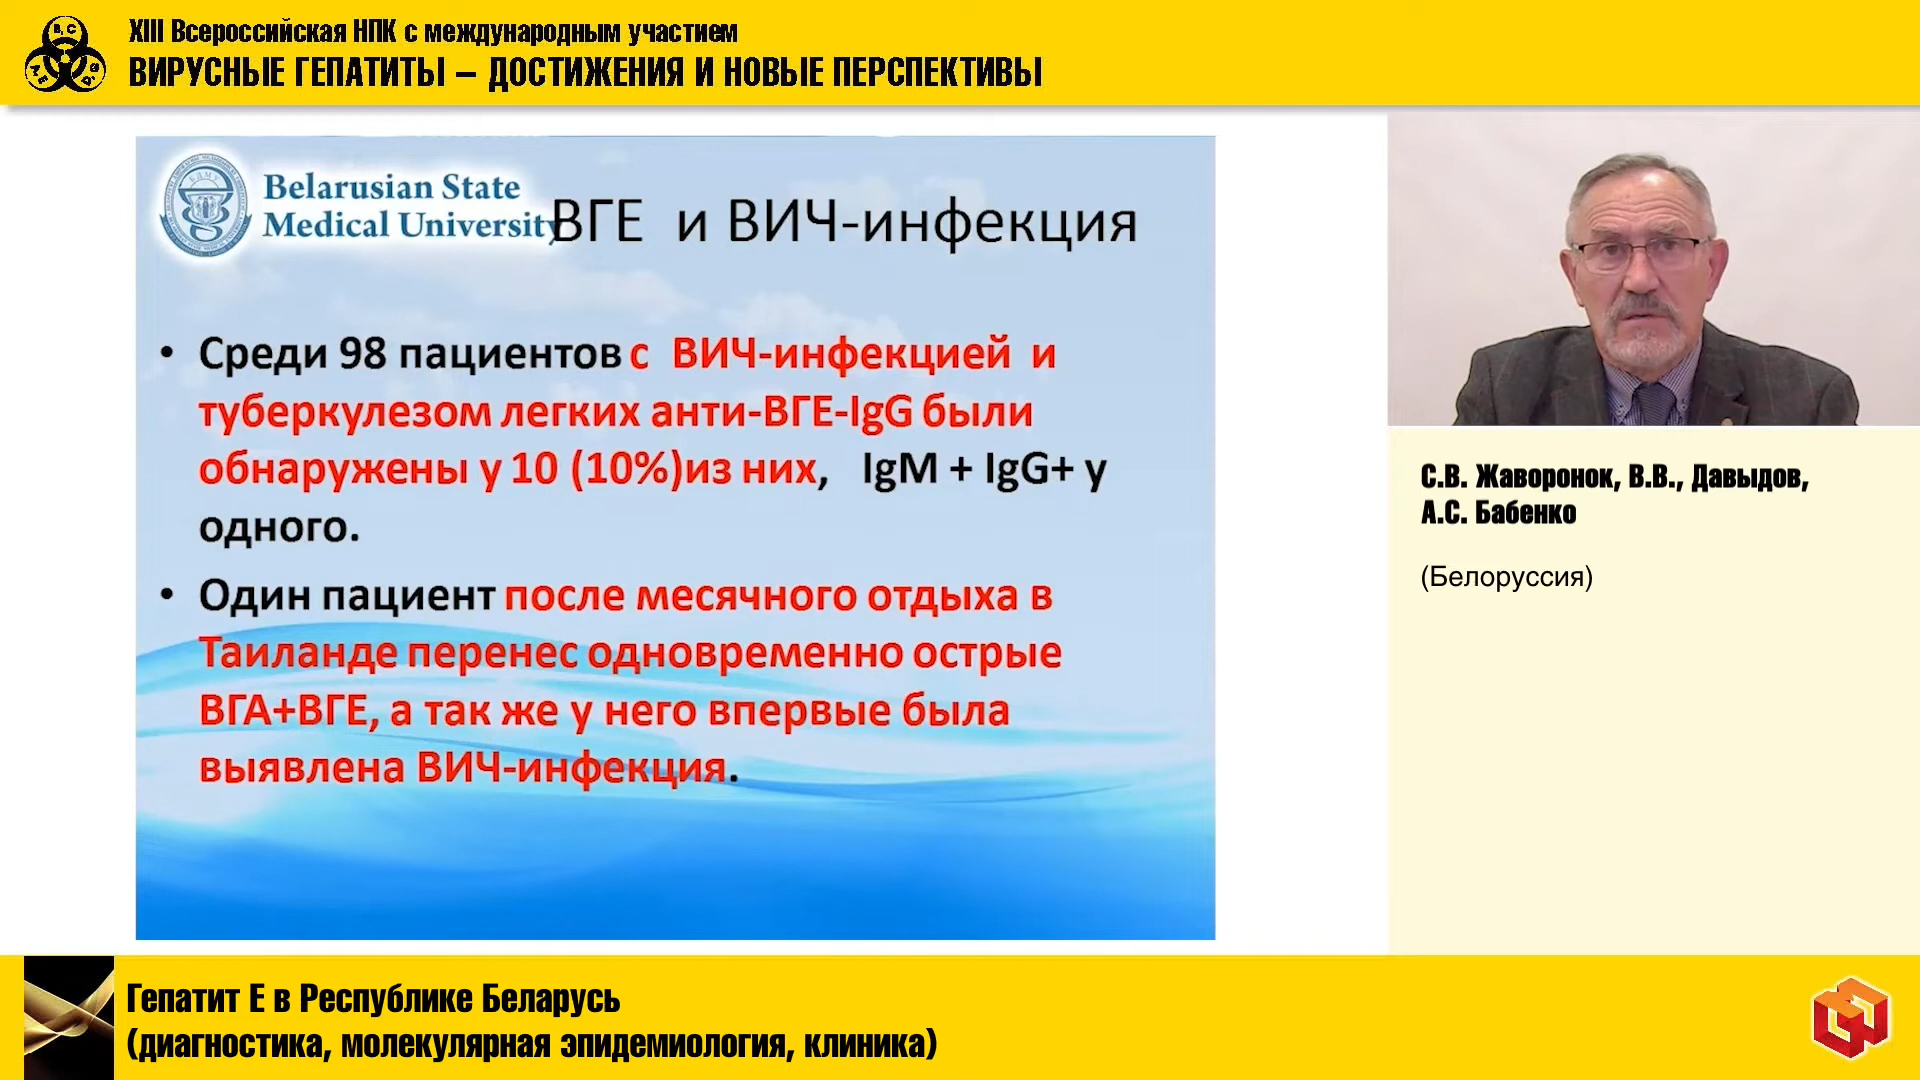 XIII Всероссийская НПК с международным участием
ВИРУСНЫЕ ГЕПАТИТЫ – ДОСТИЖЕНИЯ И НОВЫЕ ПЕРСПЕКТИВЫ
B, C
Belarusian State
Medical University
ВГЕ и ВИЧ-инфекция
• Среди 98 пациентов с ВИЧ-инфекцией и
туберкулезом легких анти-ВГЕ-IgG были
обнаружены у 10 (10%)из них, IgM + IgG+ у
одного.
• Один пациент после месячного отдыха в
Таиланде перенес одновременно острые
ВГА+ВГЕ, а так же у него впервые была
выявлена ВИЧ-инфекция.
С.В. Жаворонок, В.В., Давыдов,
А.С. Бабенко
(Белоруссия)
Гепатит Е в Республике Беларусь
(диагностика, молекулярная эпидемиология, клиника)